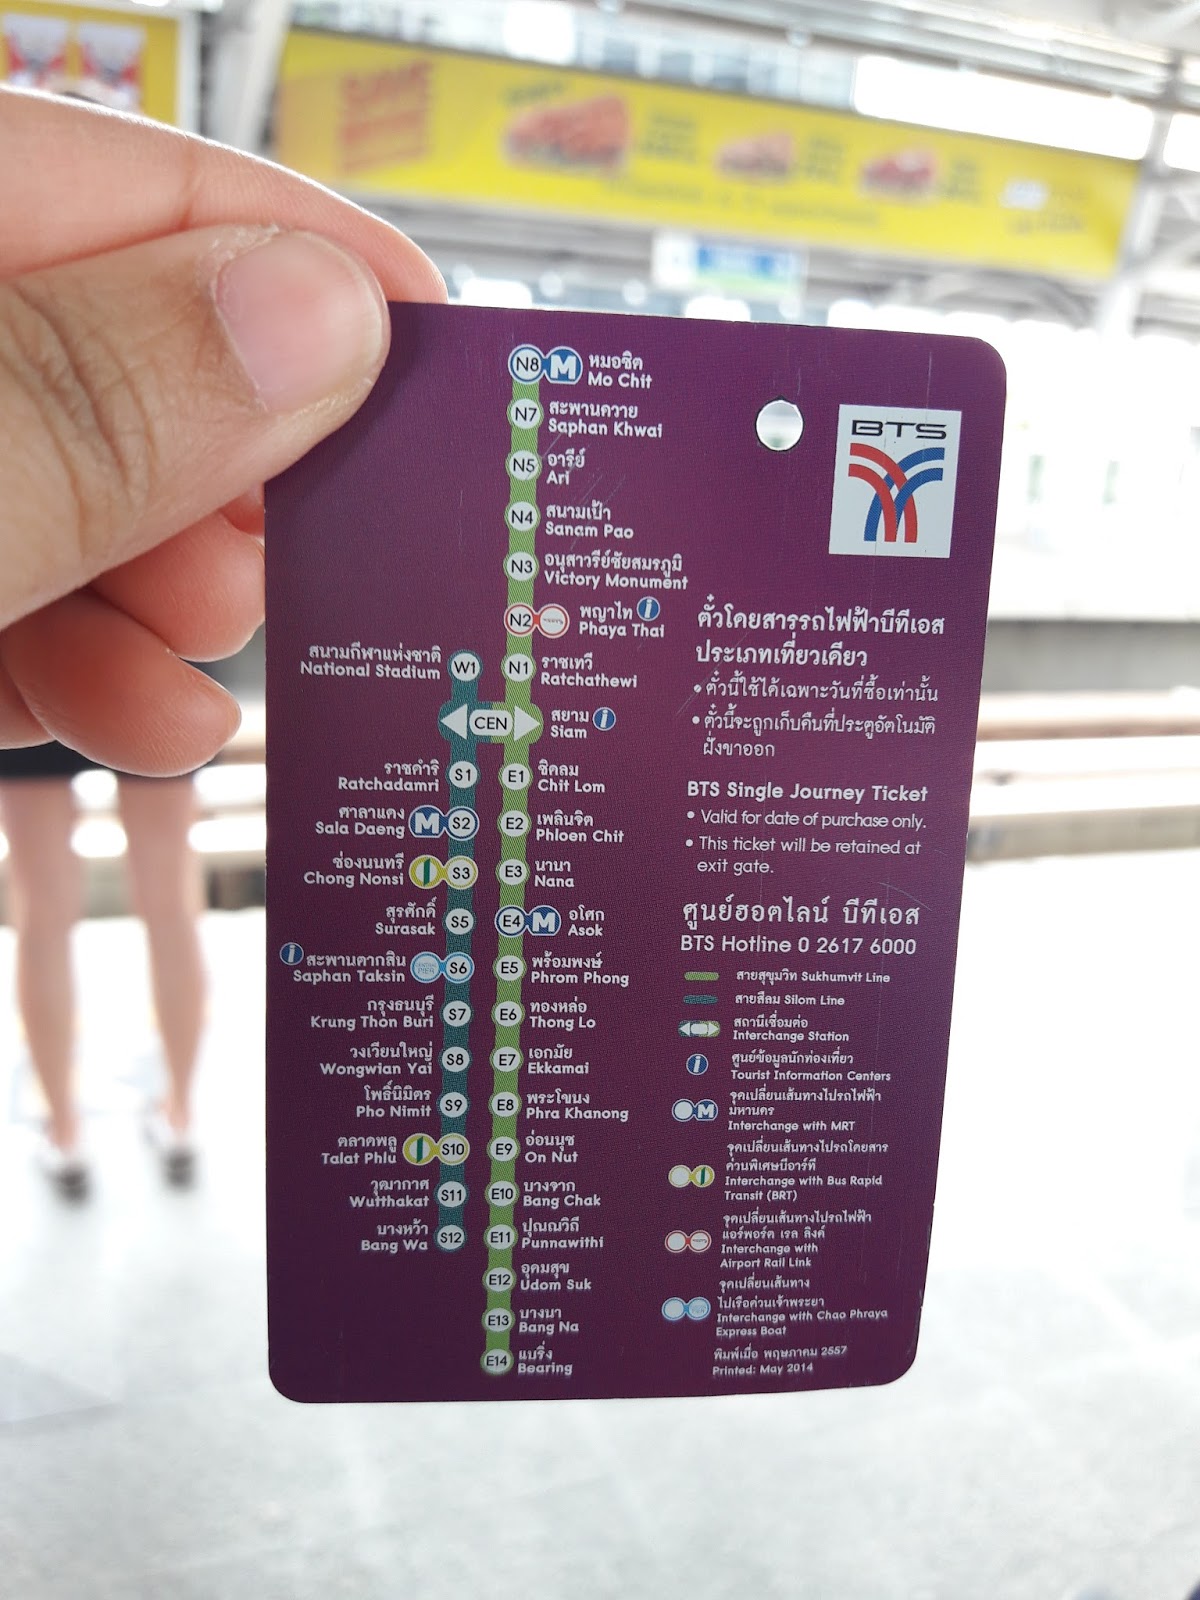 SAVE
N8 M หมอชิต
Mo Chit
N7 สะพานควาย
Saphan Khwai
N5 อารีย์
Ari
N4 สนามเป้า
Sanam Pao
N3 อนุสาวรีย์ชัยสมรภูมิ
Victory Monument
N2 พญาไท i
Phaya Thai
สนามกีฬาแห่งชาติ W1
National Stadium
N1 ราชเทวี
Ratchathewi
CEN สยาม i
Siam
ราชดำริ S1
Ratchadamri
E1 ชิดลม
Chit Lom
ศาลาแดง M S2
Sala Daeng
E2 เพลินจิต
Phloen Chit
ช่องนนทรี S3
Chong Nonsi
E3 นานา
Nana
สุรศักดิ์ S5
Surasak
E4 M อโศก
Asok
i สะพานตากสิน S6
Saphan Taksin
E5 พร้อมพงษ์
Phrom Phong
กรุงธนบุรี S7
Krung Thon Buri
E6 ทองหล่อ
Thong Lo
วงเวียนใหญ่ S8
Wongwian Yai
E7 เอกมัย
Ekkamai
โพธิ์นิมิตร S9
Pho Nimit
E8 พระโขนง
Phra Khanong
ตลาดพลู S10
Talat Phlu
E9 อ่อนนุช
On Nut
วุฒากาศ S11
Wutthakat
E10 บางจาก
Bang Chak
บางหว้า S12
Bang Wa
E11 ปุณณวิถี
Punnawithi
E12 อุดมสุข
Udom Suk
E13 บางนา
Bang Na
E14 แบริ่ง
Bearing
BTS
ตั๋วโดยสารรถไฟฟ้าบีทีเอส
ประเภทเที่ยวเดียว
• ตั๋วนี้ใช้ได้เฉพาะวันที่ซื้อเท่านั้น
• ตั๋วนี้จะถูกเก็บคืนที่ประตูอัตโนมัติ
ฝั่งขาออก
BTS Single Journey Ticket
• Valid for date of purchase only.
• This ticket will be retained at
exit gate.
ศูนย์ฮอตไลน์ บีทีเอส
BTS Hotline 0 2617 6000
สายสุขุมวิท Sukhumvit Line
สายสีลม Silom Line
สถานีเชื่อมต่อ
Interchange Station
i ศูนย์ข้อมูลนักท่องเที่ยว
Tourist Information Centers
M จุดเปลี่ยนเส้นทางไปรถไฟฟ้า
มหานคร
Interchange with MRT
จุดเปลี่ยนเส้นทางไปรถโดยสาร
ด่วนพิเศษบีอาร์ที
Interchange with Bus Rapid
Transit (BRT)
จุดเปลี่ยนเส้นทางไปรถไฟฟ้า
แอร์พอร์ต เรล ลิงค์
Interchange with
Airport Rail Link
จุดเปลี่ยนเส้นทาง
ไปเรือด่วนเจ้าพระยา
Interchange with Chao Phraya
Express Boat
พิมพ์เมื่อ พฤษภาคม 2557
Printed: May 2014